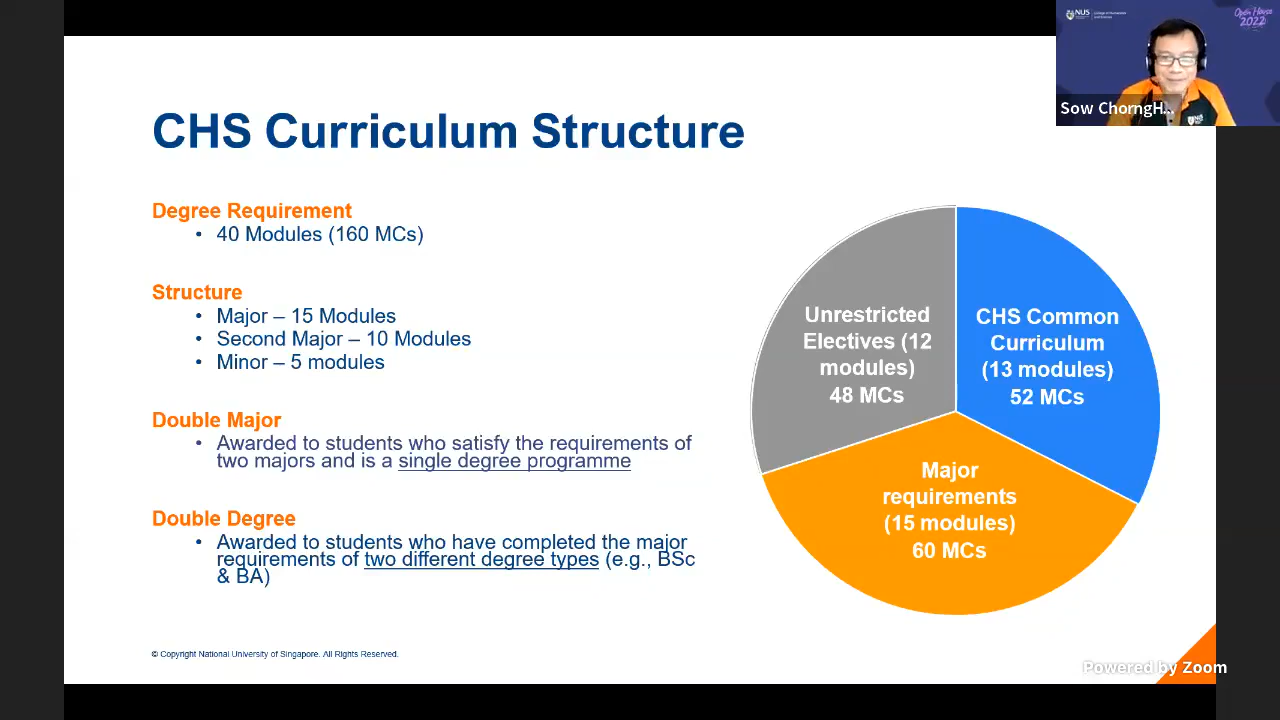 NUS
Open House
2022
Sow ChorngH...
CHS Curriculum Structure
Degree Requirement
• 40 Modules (160 MCs)
Structure
• Major – 15 Modules
• Second Major – 10 Modules
• Minor – 5 modules
Double Major
• Awarded to students who satisfy the requirements of
two majors and is a single degree programme
Double Degree
• Awarded to students who have completed the major
requirements of two different degree types (e.g., BSc
& BA)
Unrestricted
Electives (12
modules)
48 MCs
CHS Common
Curriculum
(13 modules)
52 MCs
Major
requirements
(15 modules)
60 MCs
© Copyright National University of Singapore. All Rights Reserved.
Powered by Zoom